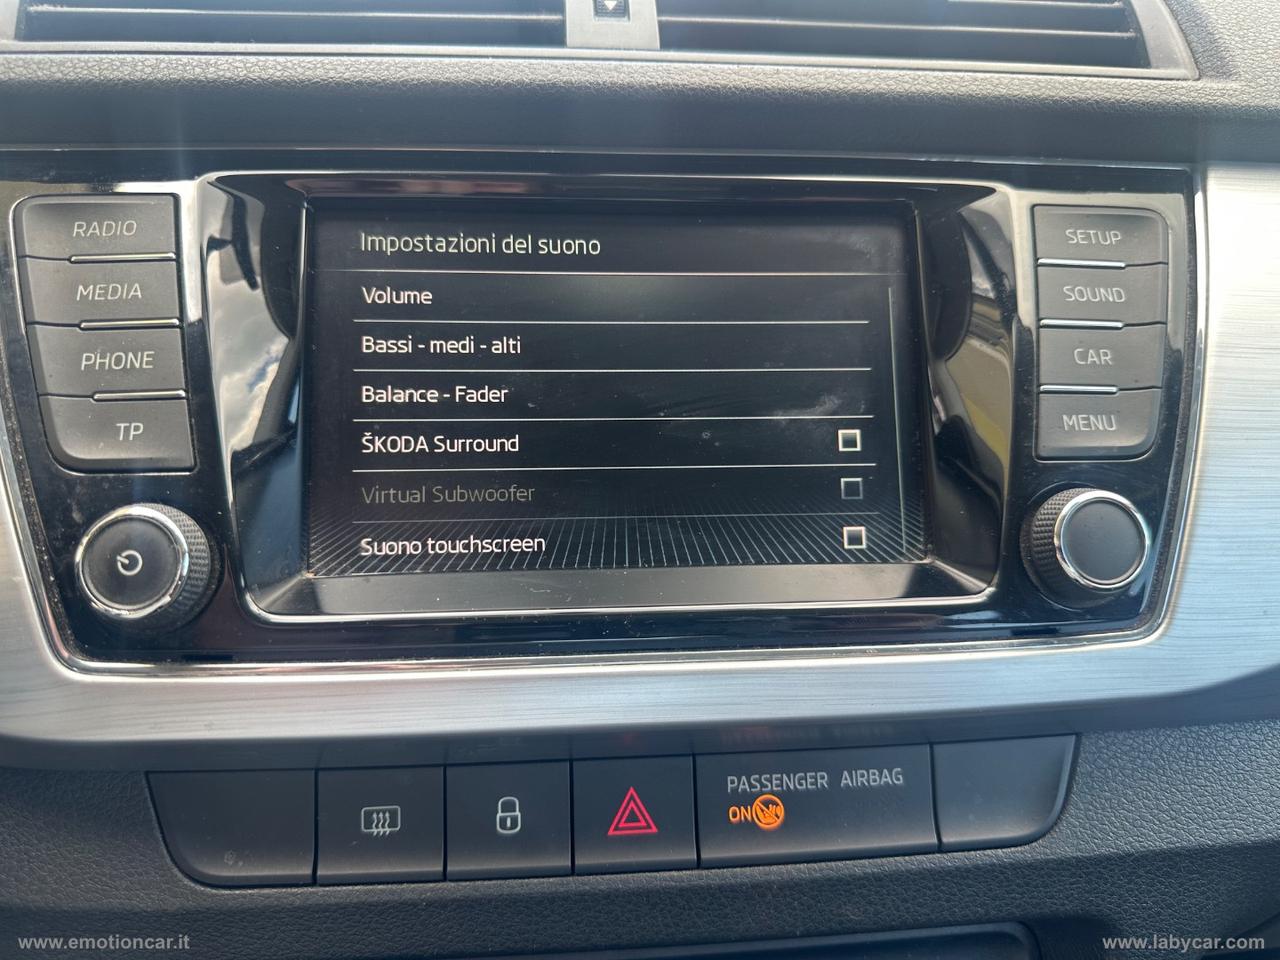 RADIO
MEDIA
PHONE
TP
Impostazioni del suono
Volume
Bassi - medi - alti
Balance - Fader
ŠKODA Surround
Virtual Subwoofer
Suono touchscreen
SETUP
SOUND
CAR
MENU
PASSENGER AIRBAG
ON
www.emotioncar.it
www.labycar.com